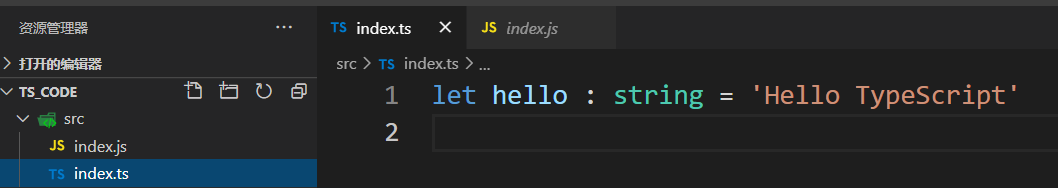 资源管理器 ···
打开的编辑器
TS_CODE
src
JS index.js
TS index.ts
TS index.ts JS index.js
src > TS index.ts > ...
1 let hello : string = 'Hello TypeScript'
2